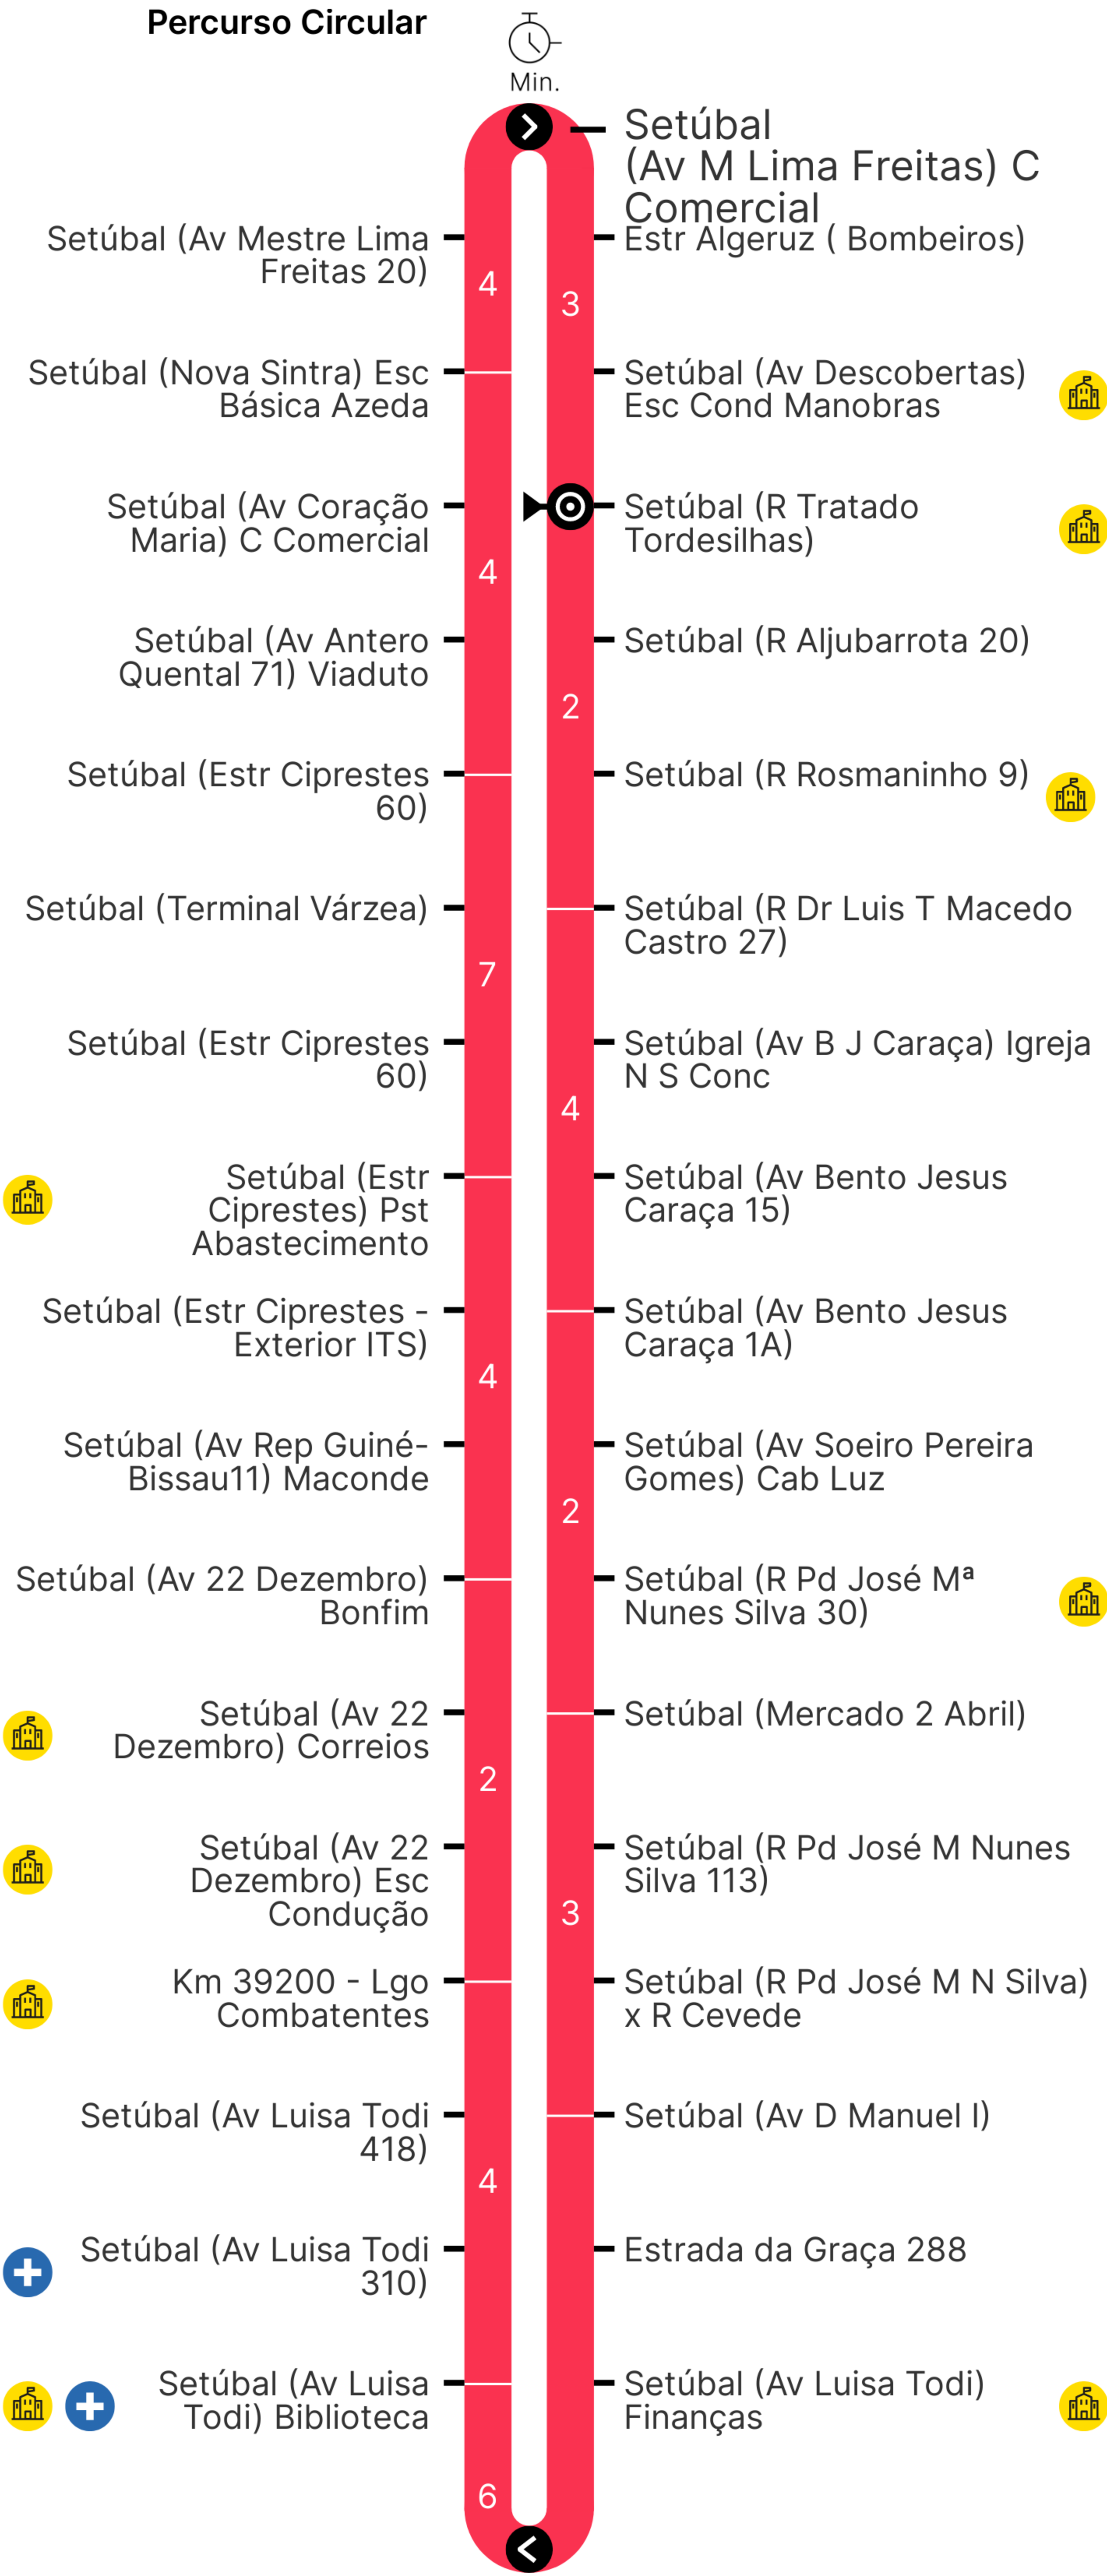 Percurso Circular
Min.
Setúbal
(Av M Lima Freitas) C
Comercial
Estr Algeruz ( Bombeiros)
3
Setúbal (Av Descobertas)
Esc Cond Manobras
Setúbal (R Tratado
Tordesilhas)
Setúbal (R Aljubarrota 20)
2
Setúbal (R Rosmaninho 9)
Setúbal (R Dr Luis T Macedo
Castro 27)
Setúbal (Av B J Caraça) Igreja
N S Conc
4
Setúbal (Av Bento Jesus
Caraça 15)
Setúbal (Av Bento Jesus
Caraça 1A)
Setúbal (Av Soeiro Pereira
Gomes) Cab Luz
2
Setúbal (R Pd José Mª
Nunes Silva 30)
Setúbal (Mercado 2 Abril)
Setúbal (R Pd José M Nunes
Silva 113)
3
Setúbal (R Pd José M N Silva)
x R Cevede
Setúbal (Av D Manuel I)
Estrada da Graça 288
Setúbal (Av Luisa Todi)
Finanças
Setúbal (Av Mestre Lima
Freitas 20)
4
Setúbal (Nova Sintra) Esc
Básica Azeda
Setúbal (Av Coração
Maria) C Comercial
4
Setúbal (Av Antero
Quental 71) Viaduto
Setúbal (Estr Ciprestes
60)
Setúbal (Terminal Várzea)
7
Setúbal (Estr Ciprestes
60)
Setúbal (Estr
Ciprestes) Pst
Abastecimento
Setúbal (Estr Ciprestes -
Exterior ITS)
4
Setúbal (Av Rep Guiné-
Bissau11) Maconde
Setúbal (Av 22 Dezembro)
Bonfim
Setúbal (Av 22
Dezembro) Correios
2
Setúbal (Av 22
Dezembro) Esc
Condução
Km 39200 - Lgo
Combatentes
Setúbal (Av Luisa Todi
418)
4
Setúbal (Av Luisa Todi
310)
Setúbal (Av Luisa
Todi) Biblioteca
6